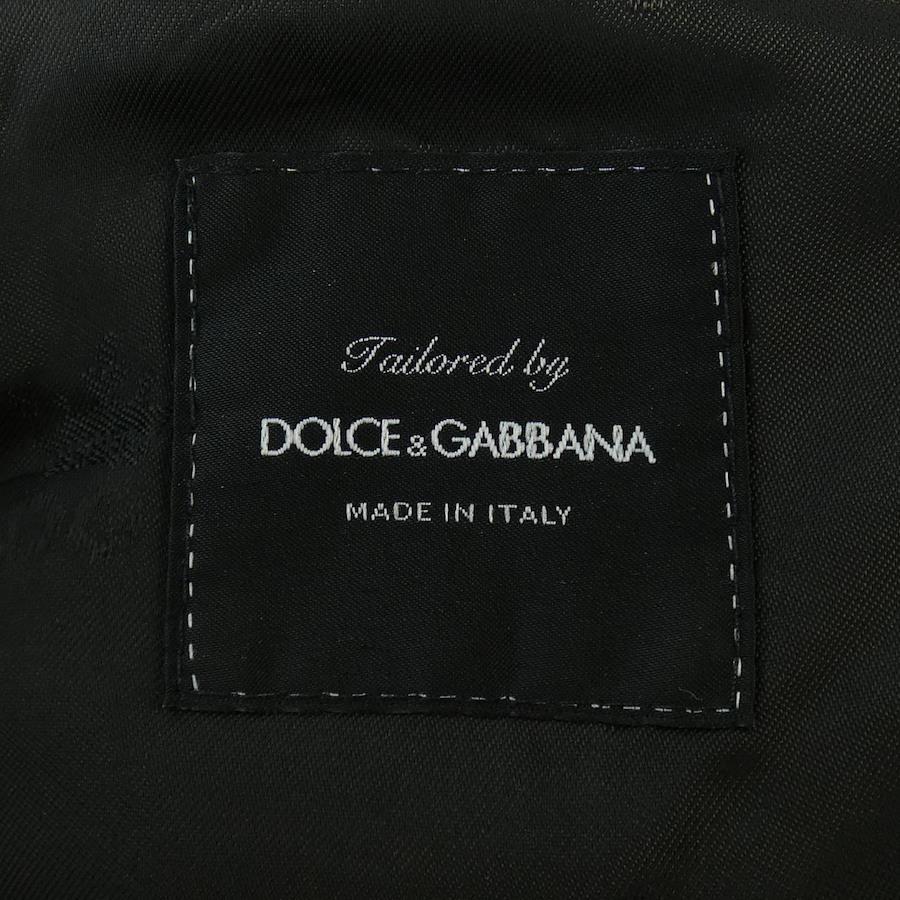 Tailored by
DOLCE & GABBANA
MADE IN ITALY